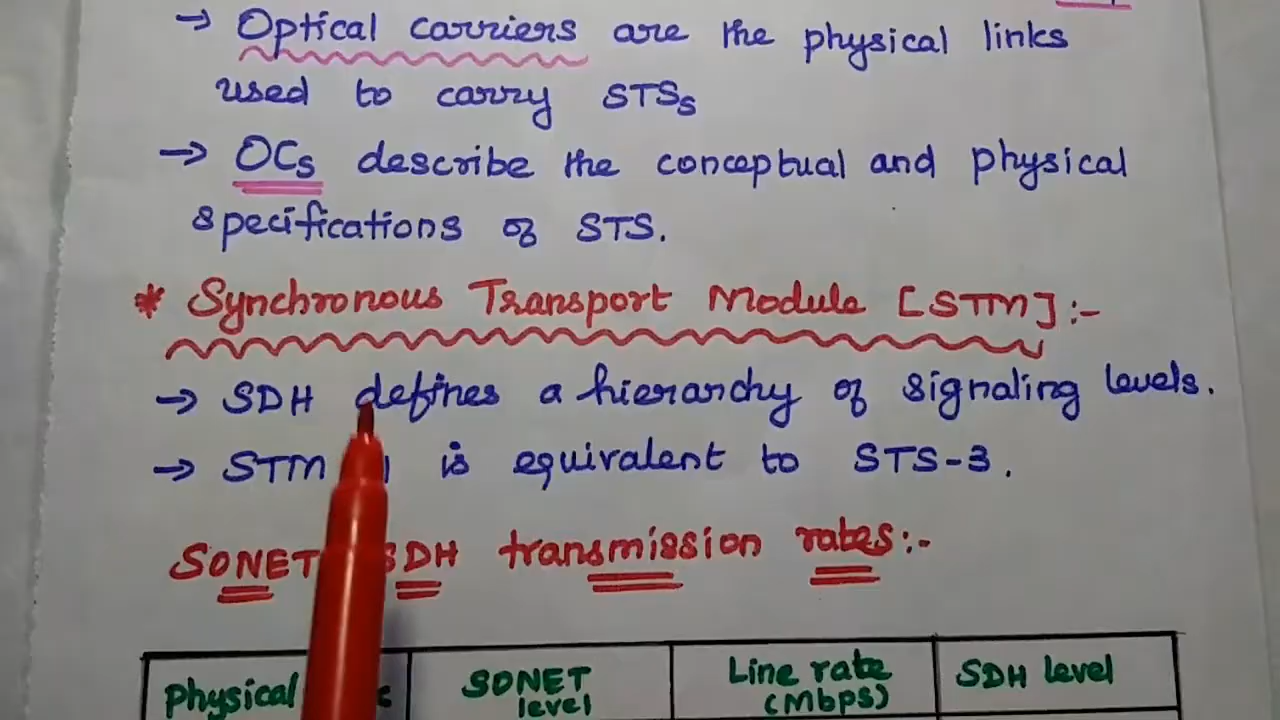 → Optical carriers are the physical links
used to carry STSs
→ OCs describe the conceptual and physical
specifications of STS.
* Synchronous Transport Module [STM]:-
→ SDH defines a hierarchy of signaling levels.
→ STM 1 is equivalent to STS-3.
SONET SDH transmission rates:-
Physical SONET level Line rate (Mbps) SDH level